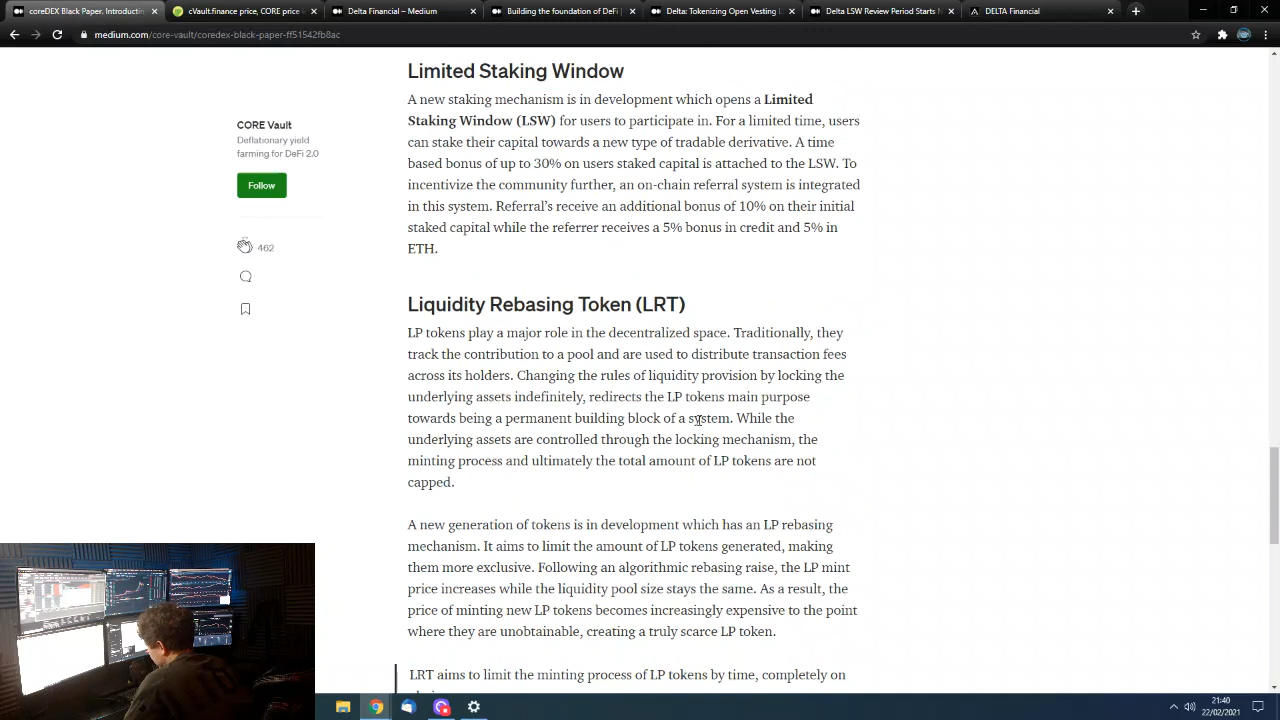 coreDEX Black Paper. Introducti
cVault.finance price, CORE price
Delta Financial – Medium
Building the foundation of DeFi
Delta: Tokenizing Open Vesting L
Delta LSW Review Period Starts
DELTA Financial
medium.com/core-vault/coredex-black-paper-ff51542fb8ac
CORE Vault
Deflationary yield
farming for DeFi 2.0
Follow
462
Limited Staking Window
A new staking mechanism is in development which opens a Limited
Staking Window (LSW) for users to participate in. For a limited time, users
can stake their capital towards a new type of tradable derivative. A time
based bonus of up to 30% on users staked capital is attached to the LSW. To
incentivize the community further, an on-chain referral system is integrated
in this system. Referral’s receive an additional bonus of 10% on their initial
staked capital while the referrer receives a 5% bonus in credit and 5% in
ETH.
Liquidity Rebasing Token (LRT)
LP tokens play a major role in the decentralized space. Traditionally, they
track the contribution to a pool and are used to distribute transaction fees
across its holders. Changing the rules of liquidity provision by locking the
underlying assets indefinitely, redirects the LP tokens main purpose
towards being a permanent building block of a system. While the
underlying assets are controlled through the locking mechanism, the
minting process and ultimately the total amount of LP tokens are not
capped.
A new generation of tokens is in development which has an LP rebasing
mechanism. It aims to limit the amount of LP tokens generated, making
them more exclusive. Following an algorithmic rebasing raise, the LP mint
price increases while the liquidity pool size stays the same. As a result, the
price of minting new LP tokens becomes increasingly expensive to the point
where they are unobtainable, creating a truly scarce LP token.
LRT aims to limit the minting process of LP tokens by time, completely on
21:40
22/02/2021